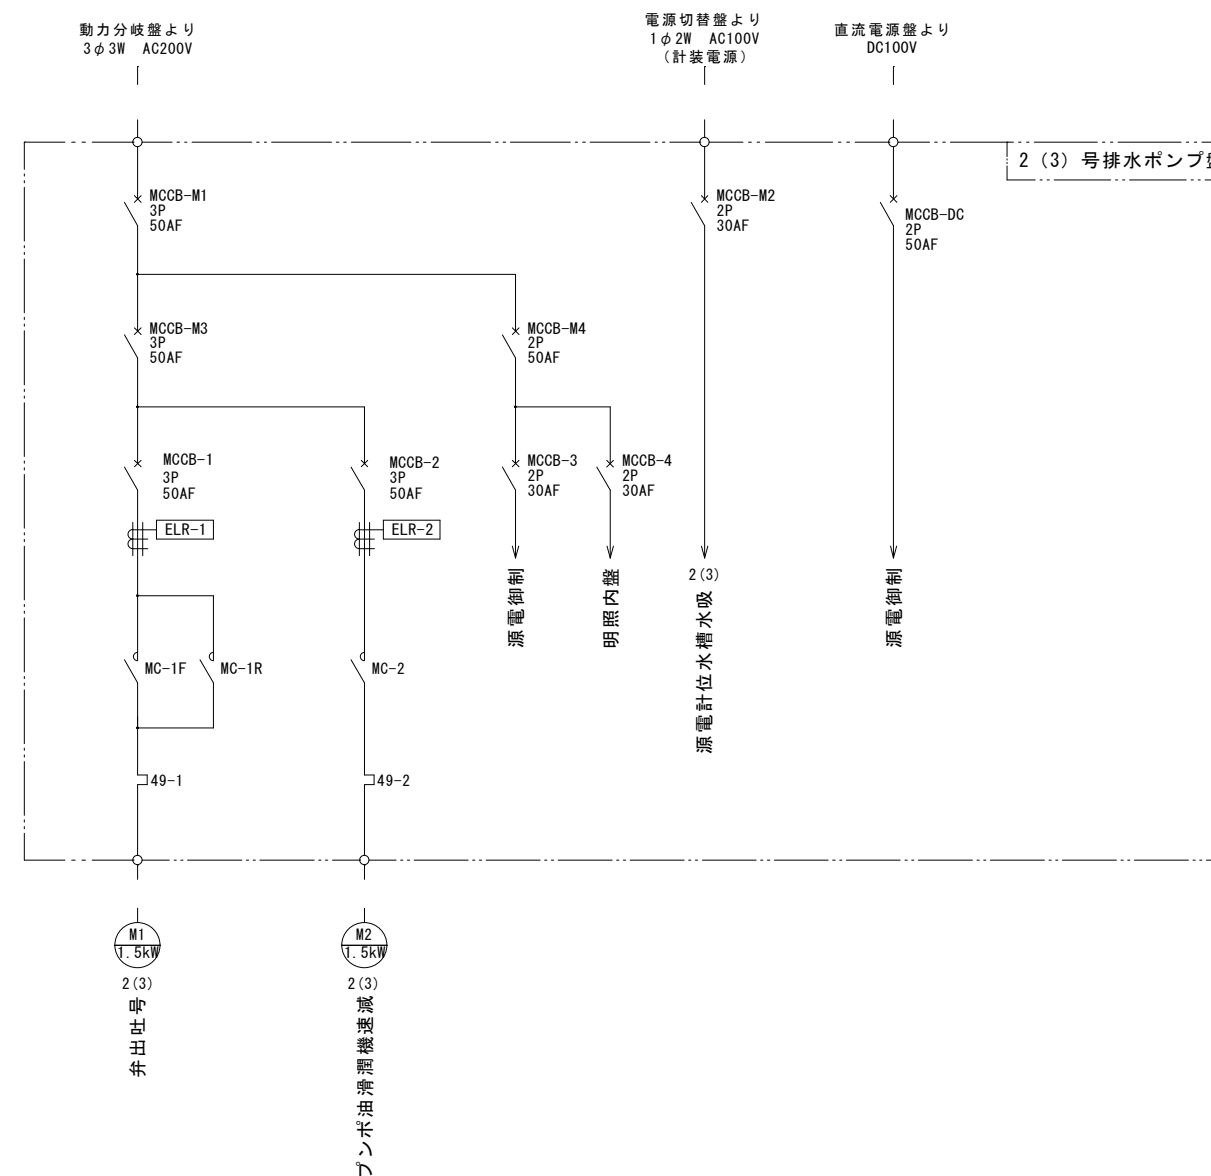 動力分岐盤より
3φ3W AC200V
電源切替盤より
1φ2W AC100V
(計装電源)
直流電源盤より
DC100V
2 (3) 号排水ポンプ
MCCB-M1
3P
50AF
MCCB-M2
2P
30AF
MCCB-DC
2P
50AF
MCCB-M3
3P
50AF
MCCB-M4
2P
50AF
MCCB-1
3P
50AF
MCCB-2
3P
50AF
MCCB-3
2P
30AF
MCCB-4
2P
30AF
ELR-1
ELR-2
制御電源
盤内照明
2(3)
吸水槽水位計電源
制御電源
MC-1F
MC-1R
MC-2
49-1
49-2
M1
1.5kW
2(3)
号吐出弁
M2
1.5kW
2(3)
減速機潤滑油ポンプ